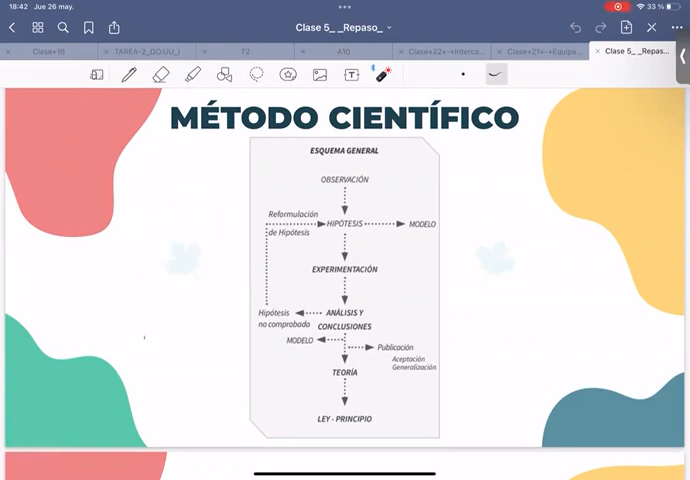 18:42 Jue 26 may.
33 %
Clase 5_ _Repaso_
Clase+16
TAREA-2_OO.UU_I
T2
A10
Clase+22+-+Interca...
Clase+21+-+Equipa...
Clase 5_ _Repas...
MÉTODO CIENTÍFICO
ESQUEMA GENERAL
OBSERVACIÓN
Reformulación
de Hipótesis
HIPÓTESIS
MODELO
EXPERIMENTACIÓN
Hipótesis
no comprobada
ANÁLISIS Y
CONCLUSIONES
MODELO
Publicación
Aceptación
Generalización
TEORÍA
LEY - PRINCIPIO